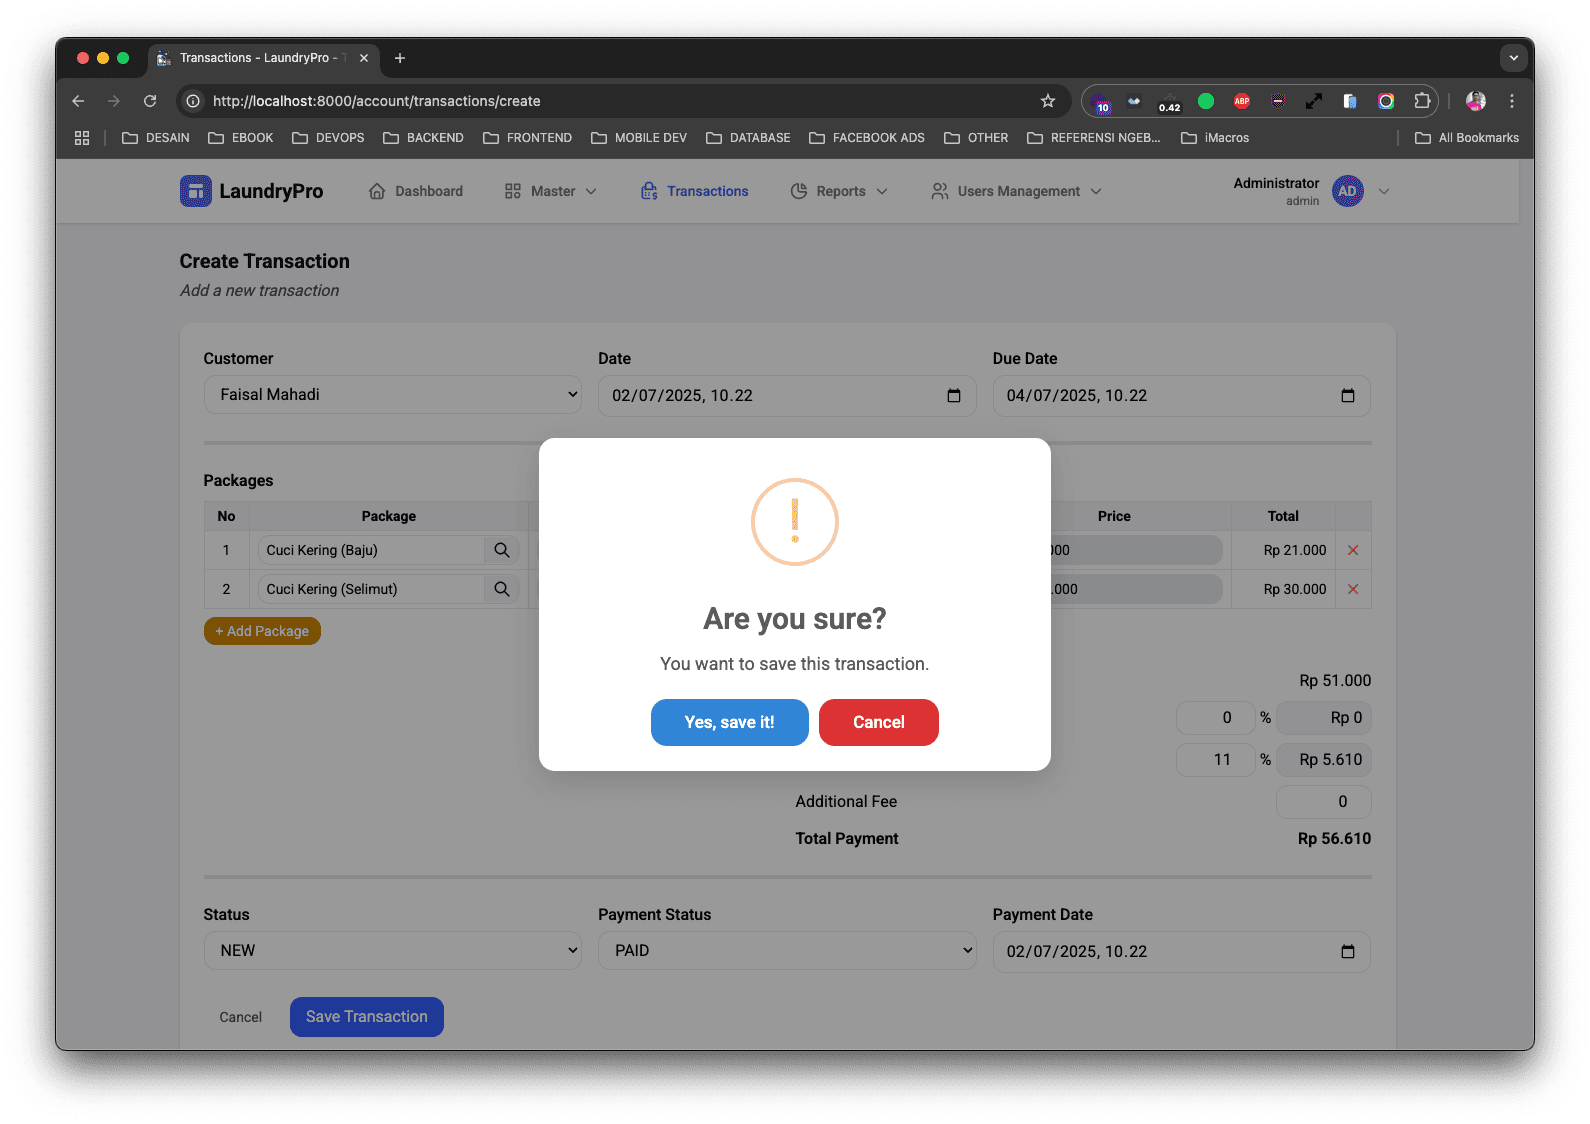 Transactions - LaundryPro -
http://localhost:8000/account/transactions/create
10
0.42
ABP
DESAIN EBOOK DEVOPS BACKEND FRONTEND MOBILE DEV DATABASE FACEBOOK ADS OTHER REFERENSI NGEB... iMacros All Bookmarks
LaundryPro Dashboard Master Transactions Reports Users Management Administrator AD
admin
Create Transaction
Add a new transaction
Customer Date Due Date
Faisal Mahadi 02/07/2025, 10.22 04/07/2025, 10.22
Packages
No Package Price Total
1 Cuci Kering (Baju) 000 Rp 21.000
2 Cuci Kering (Selimut) .000 Rp 30.000
+ Add Package
Are you sure?
You want to save this transaction.
Yes, save it! Cancel
Rp 51.000
0 % Rp 0
11 % Rp 5.610
Additional Fee 0
Total Payment Rp 56.610
Status Payment Status Payment Date
NEW PAID 02/07/2025, 10.22
Cancel Save Transaction